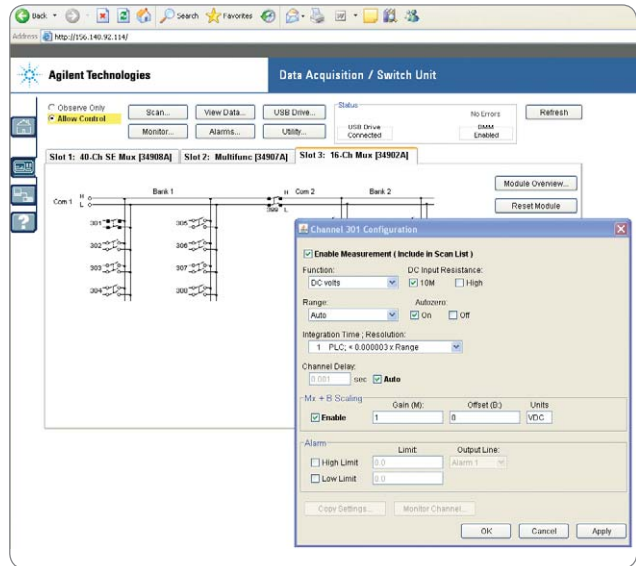 Back
Search
Favorites
Address
http://156.140.92.114/
Agilent Technologies
Data Acquisition / Switch Unit
Observe Only
Allow Control
Scan...
View Data...
USB Drive...
Monitor...
Alarms...
Utility...
Status
No Errors
USB Drive
Connected
DMM
Enabled
Refresh
Slot 1: 40-Ch SE Mux [34908A]
Slot 2: Multifunc [34907A]
Slot 3: 16-Ch Mux [34902A]
Module Overview...
Reset Module
Com 1
H
L
Bank 1
H
L
Com 2
Bank 2
399
301
305
302
306
303
307
304
308
Channel 301 Configuration
Enable Measurement ( Include in Scan List )
Function:
DC Input Resistance:
DC volts
10M
High
Range:
Autozero:
Auto
On
Off
Integration Time ; Resolution:
1 PLC; < 0.000003 x Range
Channel Delay:
0.001
sec
Auto
Mx + B Scaling
Gain (M):
Offset (B:)
Units
Enable
1
0
VDC
Alarm
Limit:
Output Line:
High Limit
0.0
Alarm 1
Low Limit
0.0
Copy Settings...
Monitor Channel...
OK
Cancel
Apply